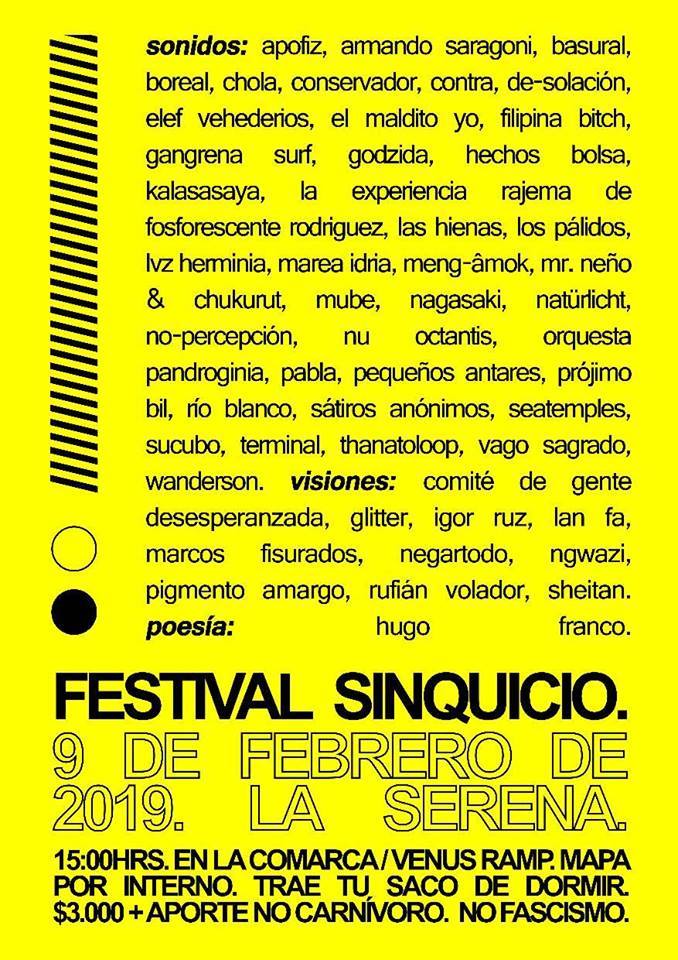 sonidos: apofiz, armando saragoni, basural,
boreal, chola, conservador, contra, de-solación,
elef vehederios, el maldito yo, filipina bitch,
gangrena surf, godzida, hechos bolsa,
kalasasaya, la experiencia rajema de
fosforescente rodriguez, las hienas, los pálidos,
lvz herminia, marea idria, meng-âmok, mr. neño
& chukurut, mube, nagasaki, natürlicht,
no-percepción, nu octantis, orquesta
pandroginia, pabla, pequeños antares, prójimo
bil, río blanco, sátiros anónimos, seatemples,
sucubo, terminal, thanatoloop, vago sagrado,
wanderson. visiones: comité de gente
desesperanzada, glitter, igor ruz, lan fa,
marcos fisurados, negartodo, ngwazi,
pigmento amargo, rufián volador, sheitan.
poesía: hugo franco.
FESTIVAL SINQUICIO.
9 DE FEBRERO DE
2019. LA SERENA.
15:00HRS. EN LA COMARCA / VENUS RAMP. MAPA
POR INTERNO. TRAE TU SACO DE DORMIR.
$3.000 + APORTE NO CARNÍVORO. NO FASCISMO.